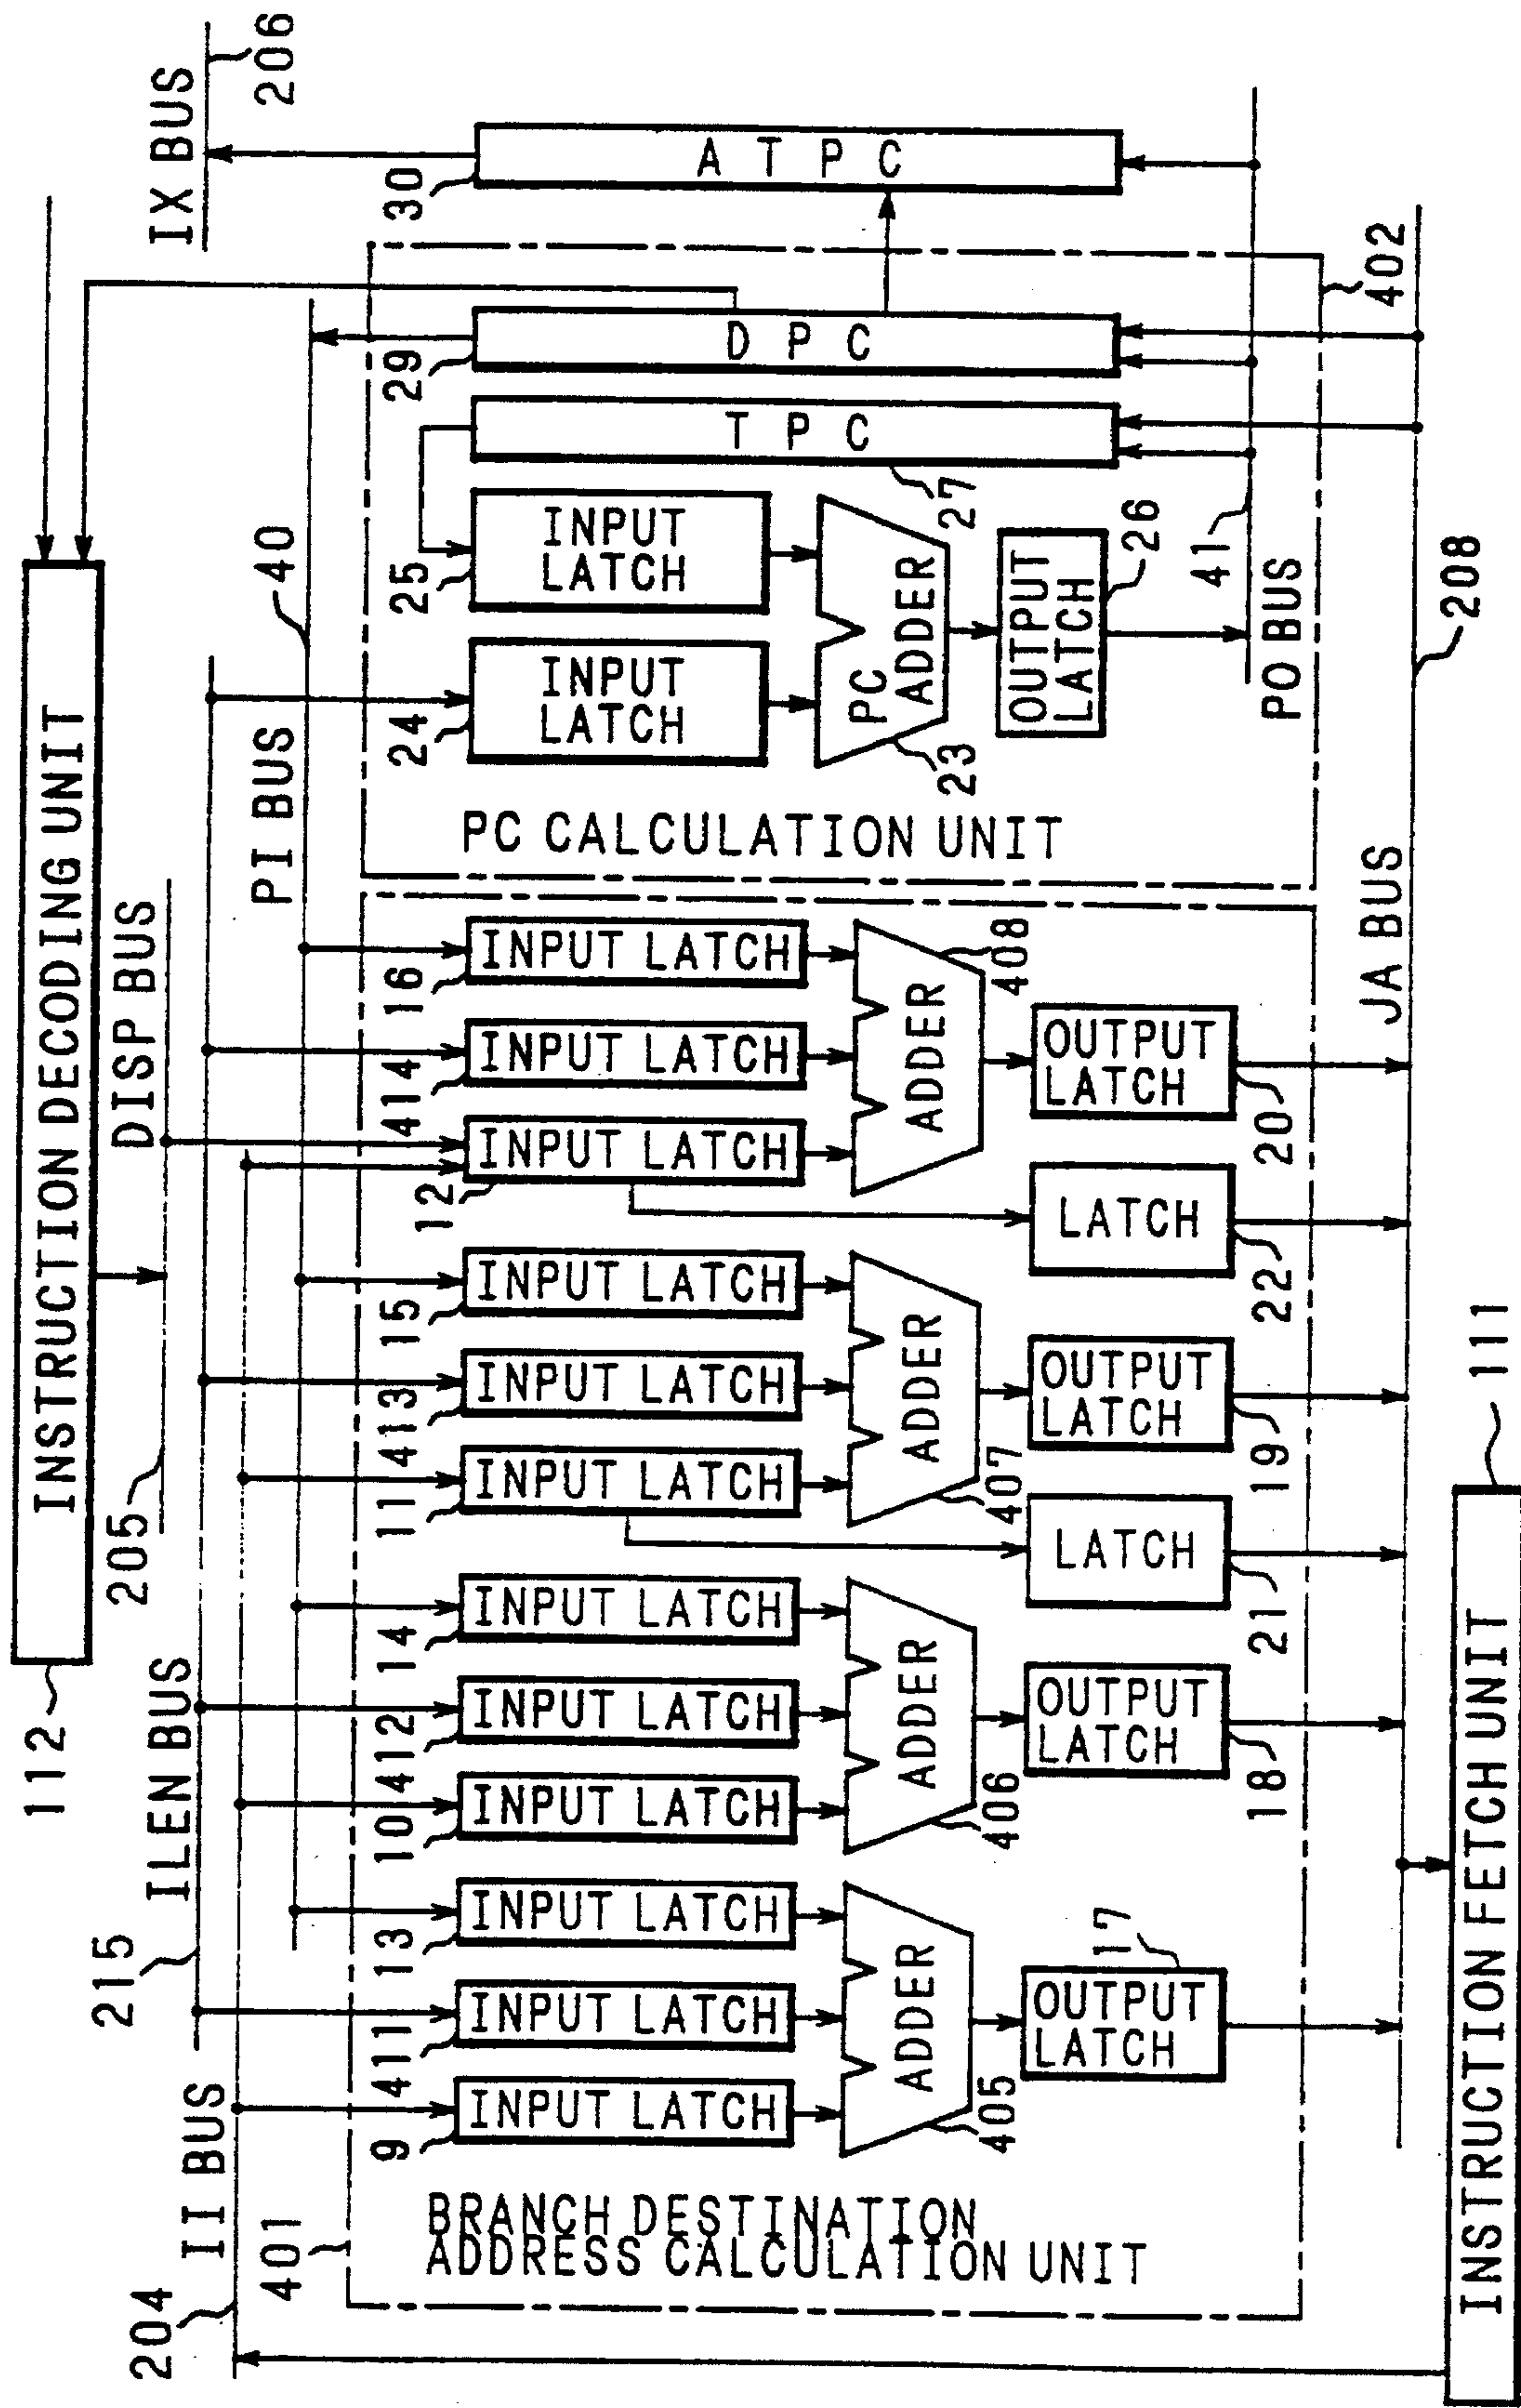 112
INSTRUCTION DECODING UNIT
205
DISP BUS
IX BUS
206
215
ILEN BUS
204
II BUS
PI BUS
40
401
BRANCH DESTINATION
ADDRESS CALCULATION UNIT
PC CALCULATION UNIT
402
9
INPUT LATCH
411
INPUT LATCH
13
INPUT LATCH
10
INPUT LATCH
412
INPUT LATCH
14
INPUT LATCH
11
INPUT LATCH
413
INPUT LATCH
15
INPUT LATCH
12
INPUT LATCH
414
INPUT LATCH
16
INPUT LATCH
24
INPUT
LATCH
25
INPUT
LATCH
TPC
27
29
DPC
30
ATPC
ADDER
405
ADDER
406
ADDER
407
ADDER
408
PC
ADDER
23
OUTPUT
LATCH
17
OUTPUT
LATCH
18
LATCH
21
OUTPUT
LATCH
19
LATCH
22
OUTPUT
LATCH
20
OUTPUT
LATCH
26
41
PO BUS
JA BUS
208
INSTRUCTION FETCH UNIT
111